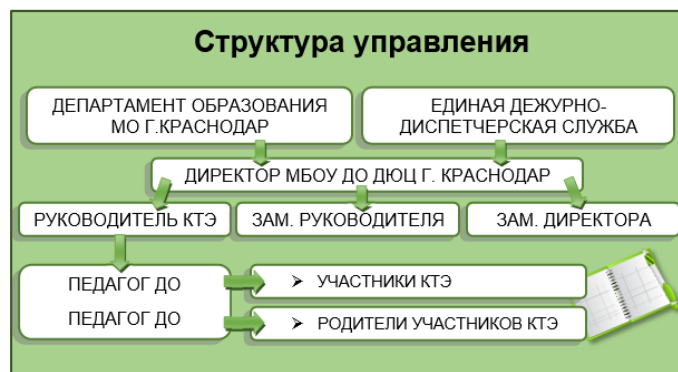 Структура управления
ДЕПАРТАМЕНТ ОБРАЗОВАНИЯ
МО Г.КРАСНОДАР
ЕДИНАЯ ДЕЖУРНО-
ДИСПЕТЧЕРСКАЯ СЛУЖБА
ДИРЕКТОР МБОУ ДО ДЮЦ Г. КРАСНОДАР
РУКОВОДИТЕЛЬ КТЭ
ЗАМ. РУКОВОДИТЕЛЯ
ЗАМ. ДИРЕКТОРА
ПЕДАГОГ ДО
УЧАСТНИКИ КТЭ
ПЕДАГОГ ДО
РОДИТЕЛИ УЧАСТНИКОВ КТЭ